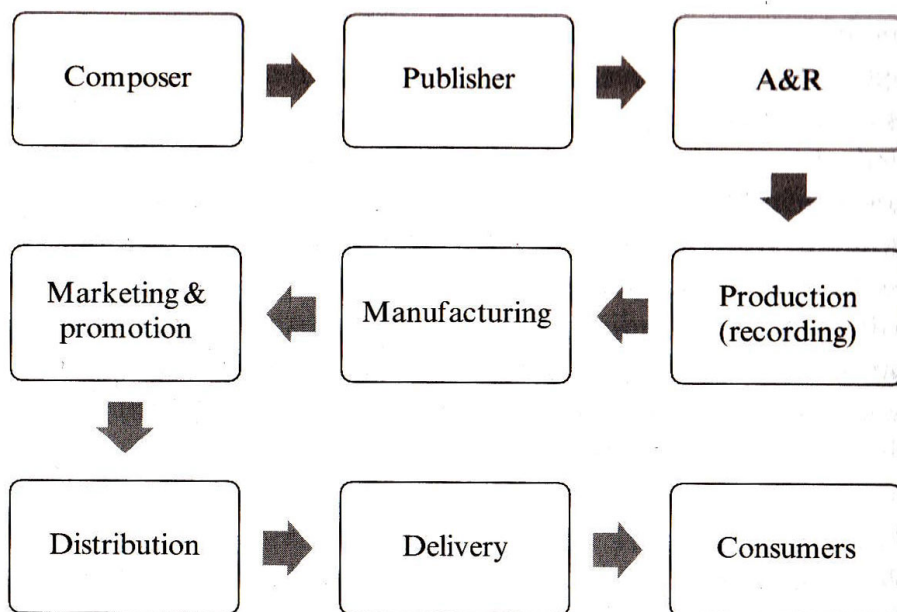 Composer
Publisher
A&R
Production
(recording)
Manufacturing
Marketing &
promotion
Distribution
Delivery
Consumers